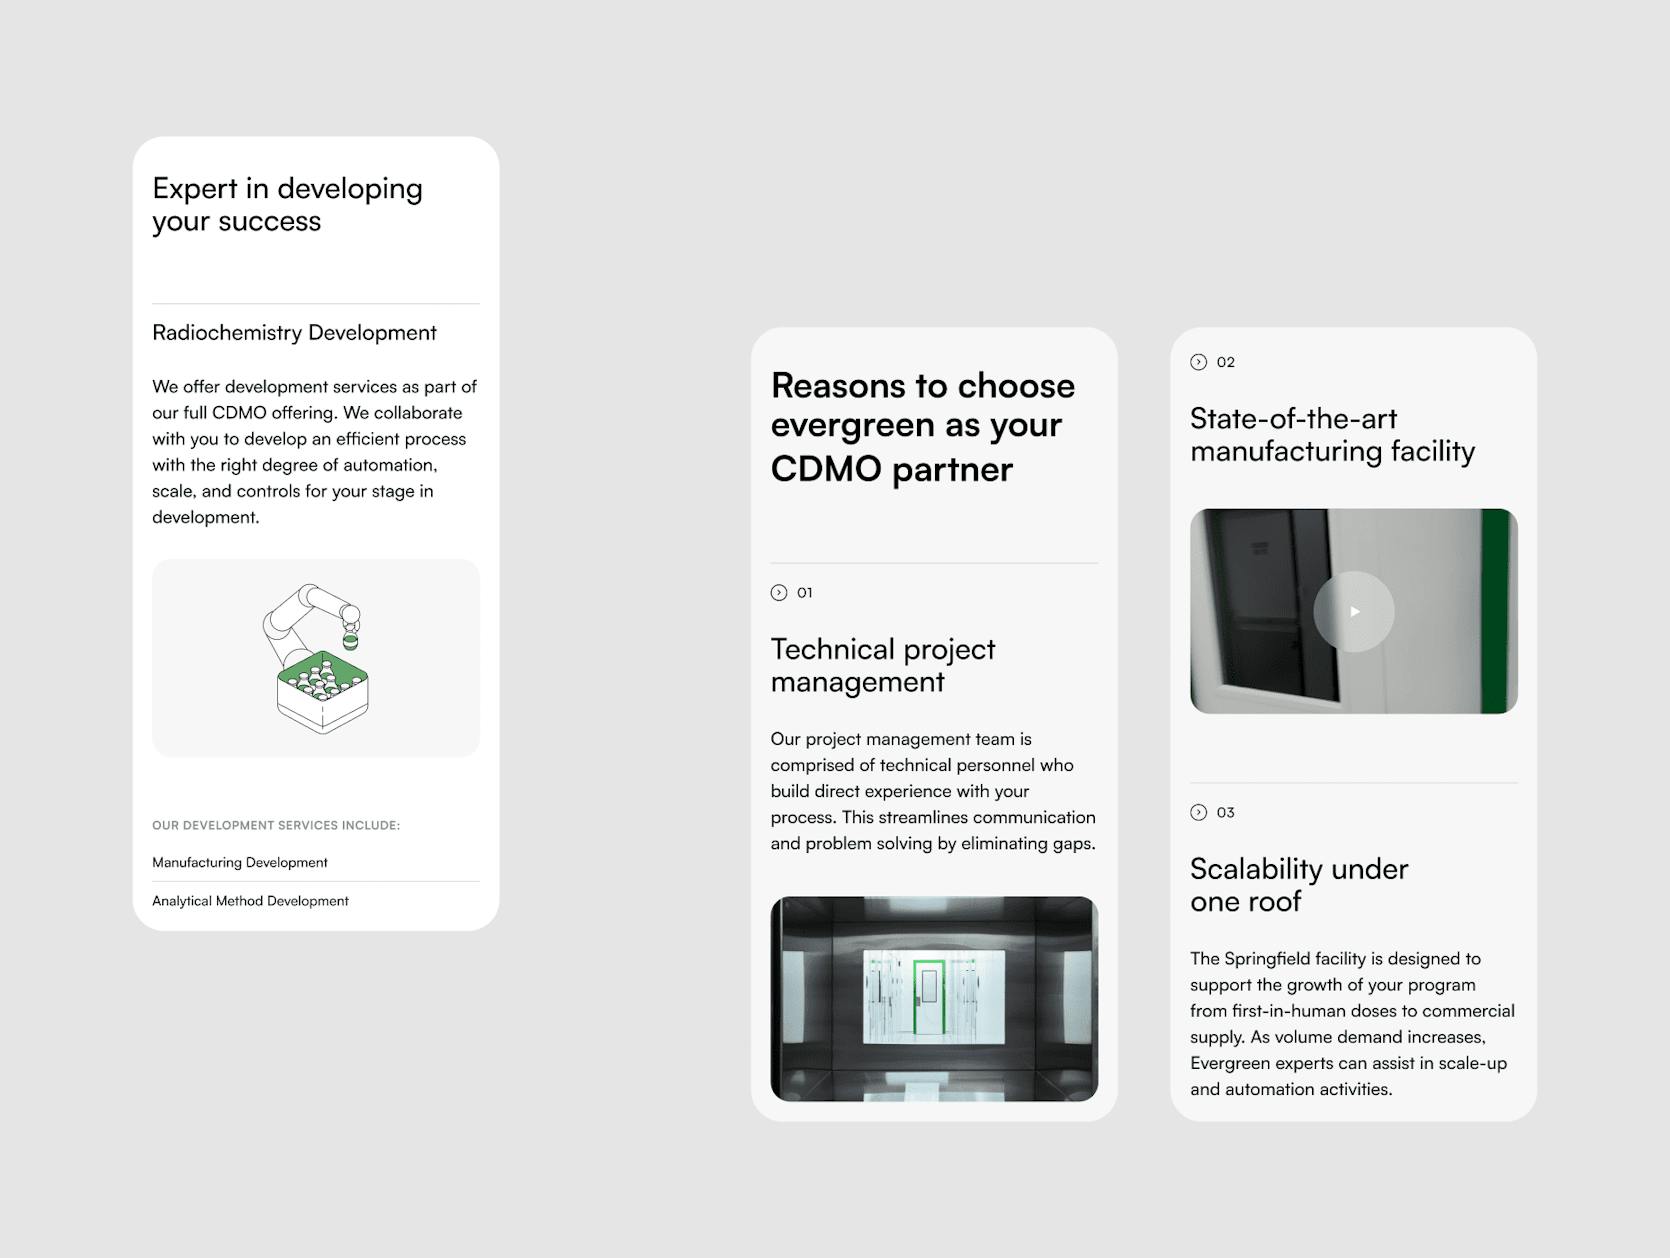 Expert in developing
your success
Radiochemistry Development
We offer development services as part of
our full CDMO offering. We collaborate
with you to develop an efficient process
with the right degree of automation,
scale, and controls for your stage in
development.
OUR DEVELOPMENT SERVICES INCLUDE:
Manufacturing Development
Analytical Method Development
Reasons to choose
evergreen as your
CDMO partner
01
Technical project
management
Our project management team is
comprised of technical personnel who
build direct experience with your
process. This streamlines communication
and problem solving by eliminating gaps.
02
State-of-the-art
manufacturing facility
03
Scalability under
one roof
The Springfield facility is designed to
support the growth of your program
from first-in-human doses to commercial
supply. As volume demand increases,
Evergreen experts can assist in scale-up
and automation activities.